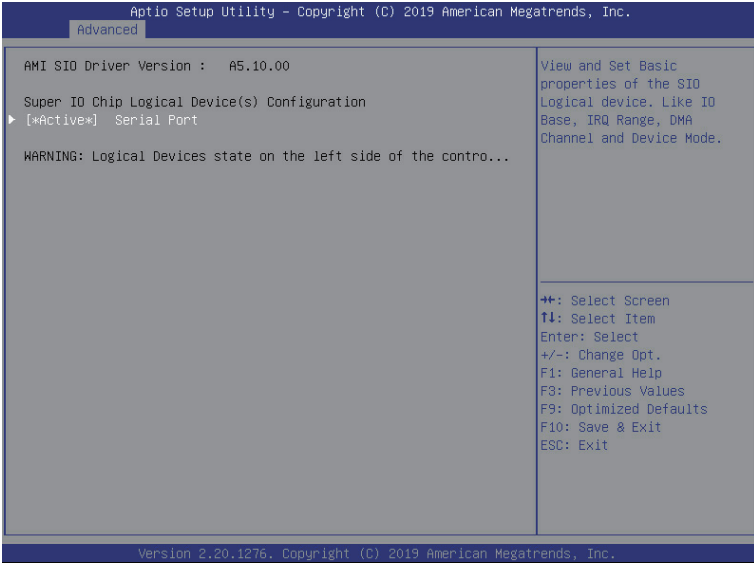 Aptio Setup Utility – Copyright (C) 2019 American Megatrends, Inc.
Advanced
AMI SIO Driver Version :   A5.10.00
Super IO Chip Logical Device(s) Configuration
[*Active*]   Serial Port
WARNING: Logical Devices state on the left side of the contro...
View and Set Basic
properties of the SIO
Logical device. Like IO
Base, IRQ Range, DMA
Channel and Device Mode.
→←: Select Screen
↑↓: Select Item
Enter: Select
+/-: Change Opt.
F1: General Help
F3: Previous Values
F9: Optimized Defaults
F10: Save & Exit
ESC: Exit
Version 2.20.1276. Copyright (C) 2019 American Megatrends, Inc.